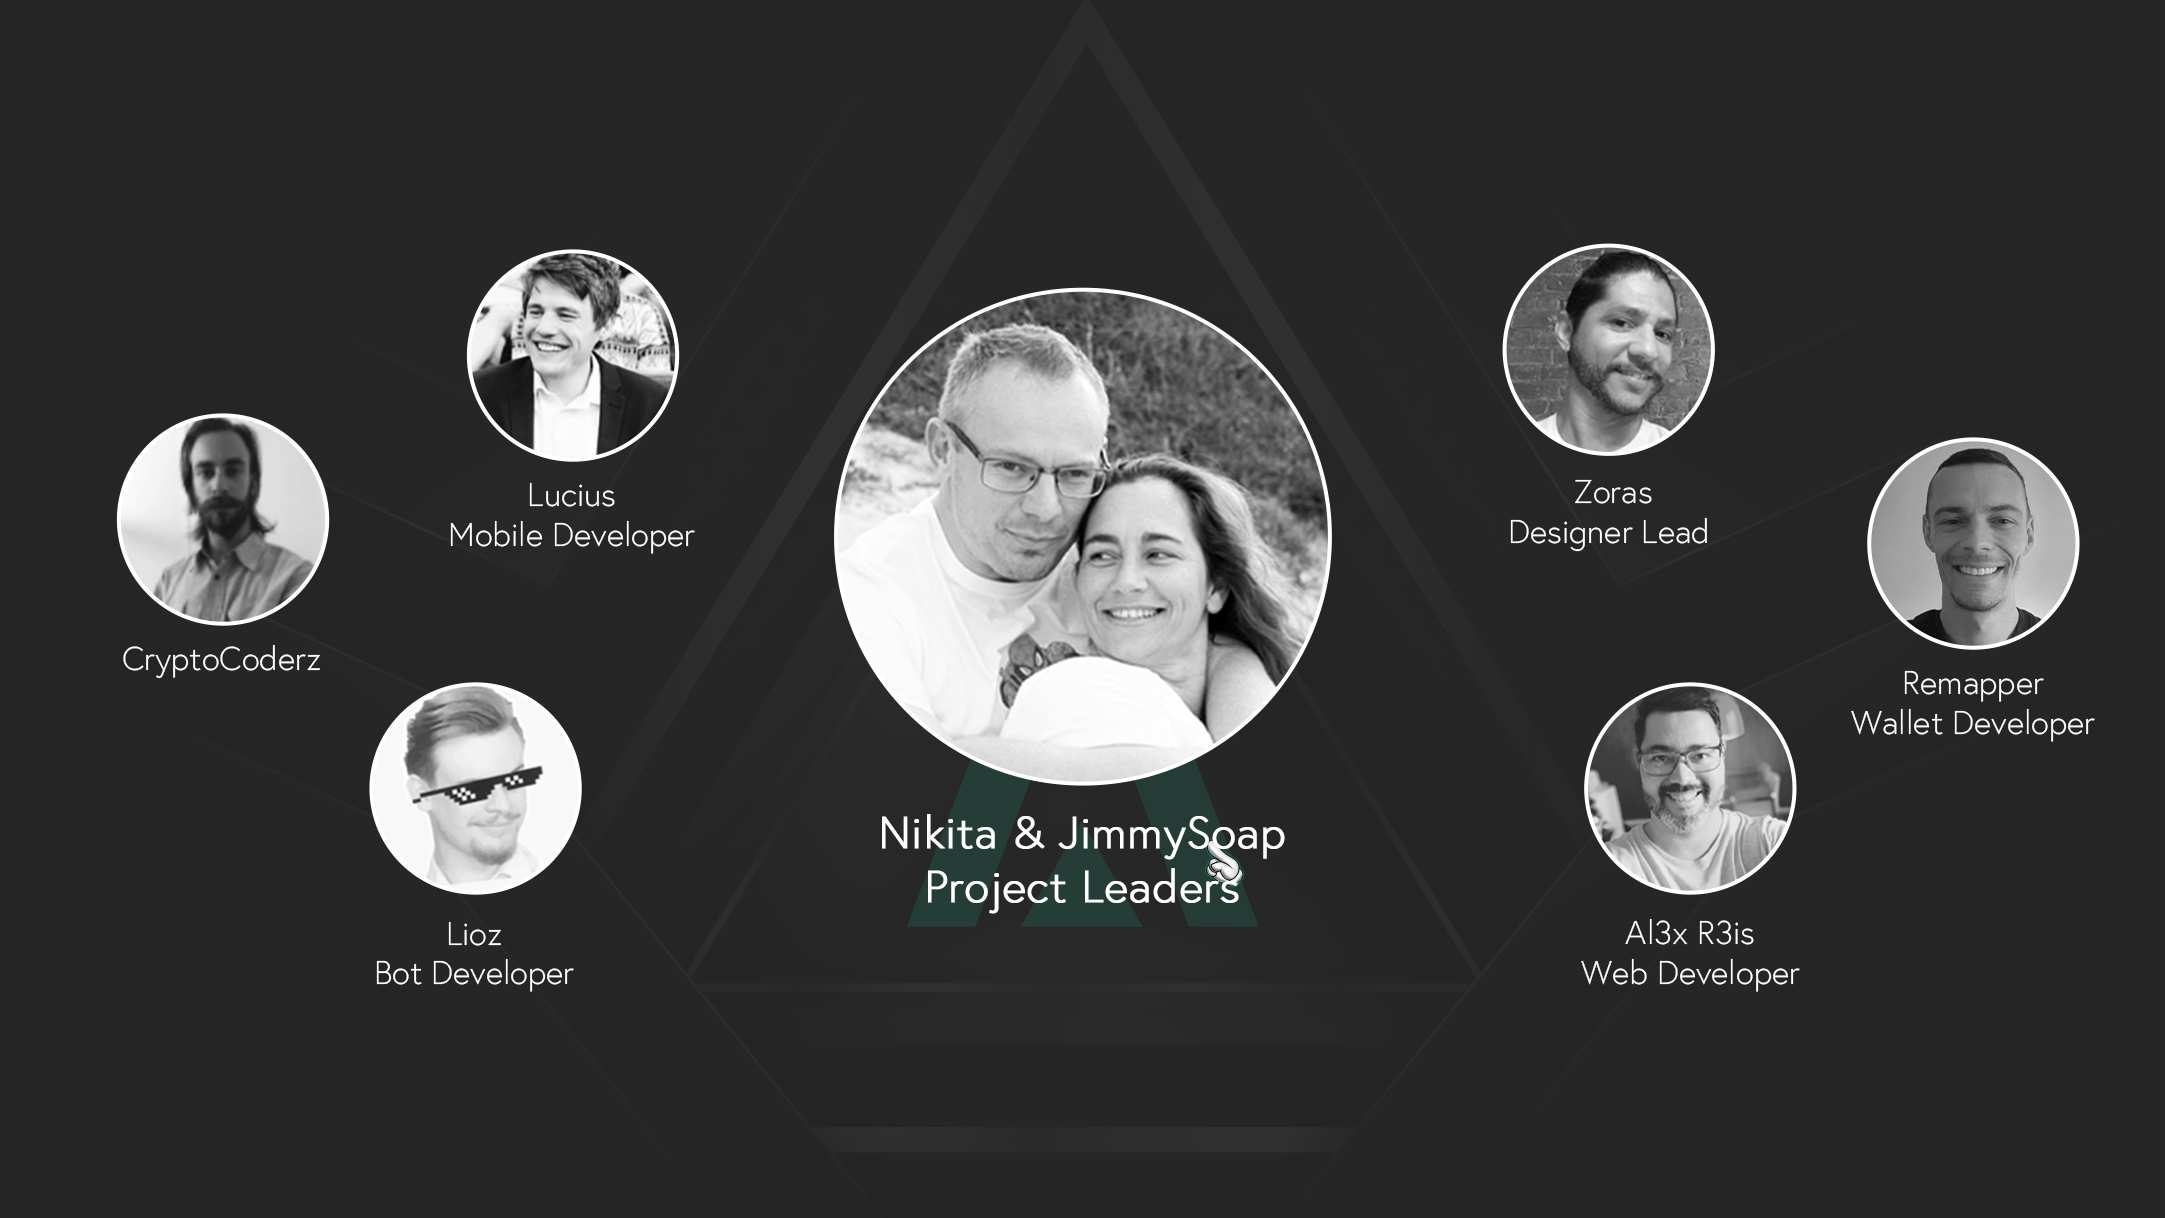 Lucius
Mobile Developer
CryptoCoderz
Lioz
Bot Developer
Nikita & JimmySoap
Project Leaders
Zoras
Designer Lead
Remapper
Wallet Developer
Al3x R3is
Web Developer